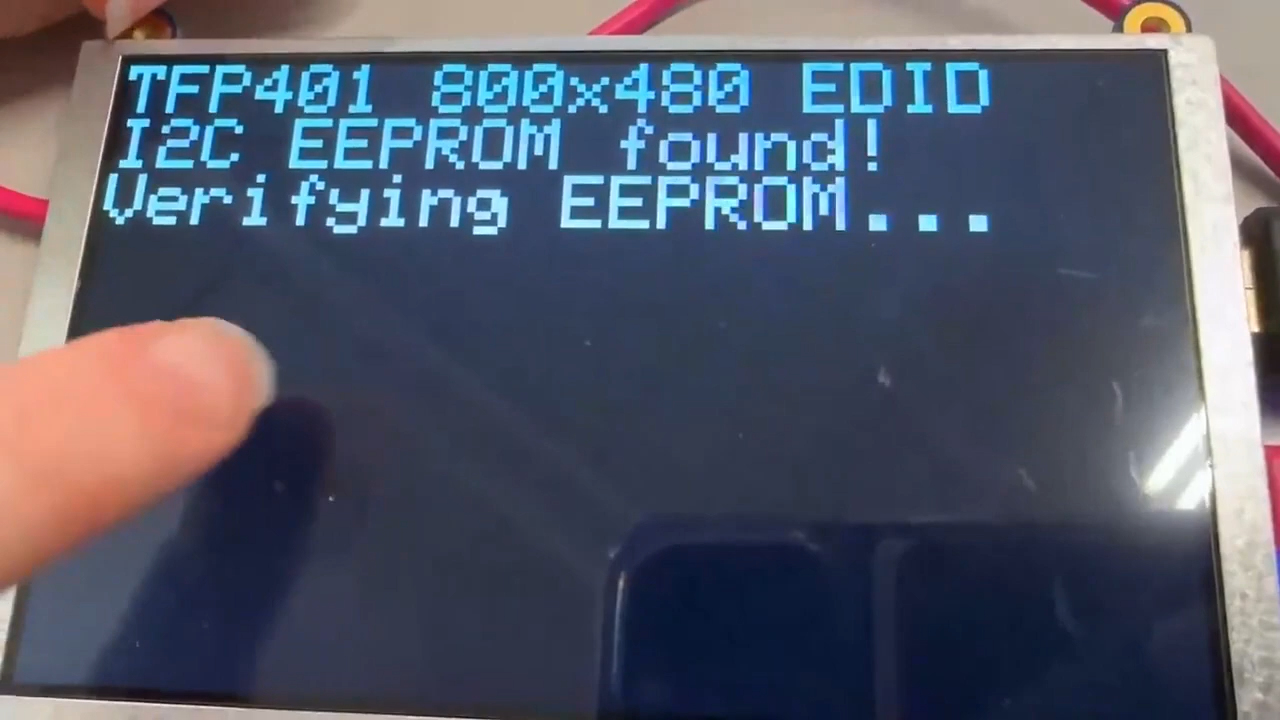 TFP401 800x480 EDID
I2C EEPROM found!
Verifying EEPROM...